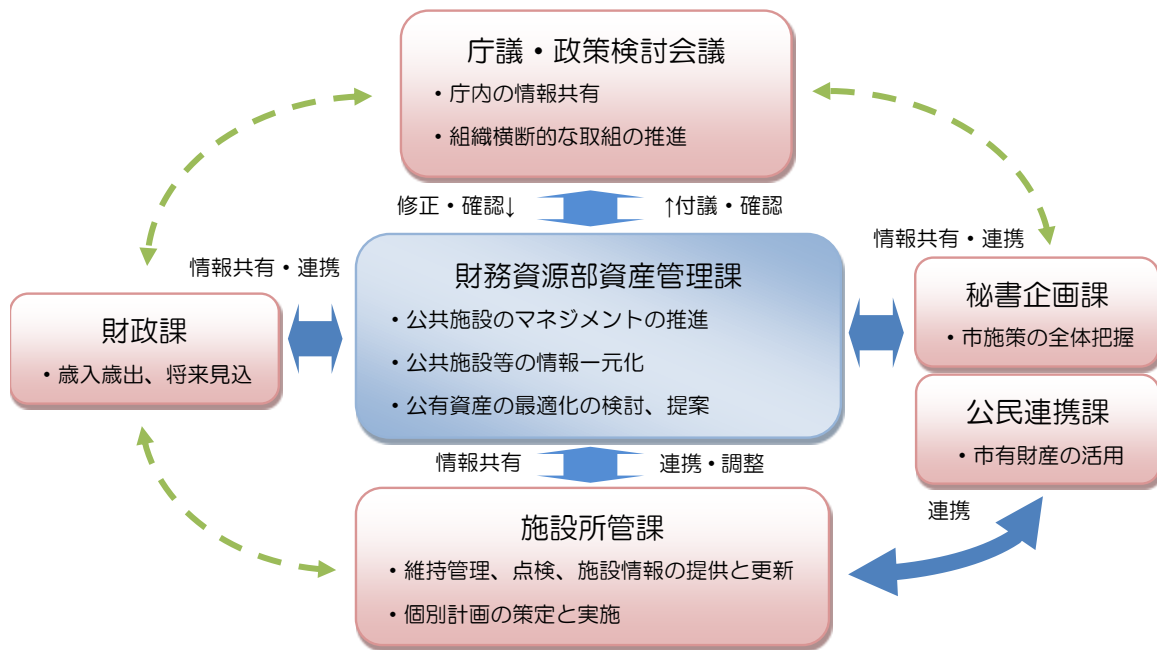 庁議・政策検討会議
・庁内の情報共有
・組織横断的な取組の推進
修正・確認↓
↑付議・確認
情報共有・連携
情報共有・連携
財務資源部資産管理課
・公共施設のマネジメントの推進
・公共施設等の情報一元化
・公有資産の最適化の検討、提案
財政課
・歳入歳出、将来見込
秘書企画課
・市施策の全体把握
公民連携課
・市有財産の活用
情報共有
連携・調整
連携
施設所管課
・維持管理、点検、施設情報の提供と更新
・個別計画の策定と実施